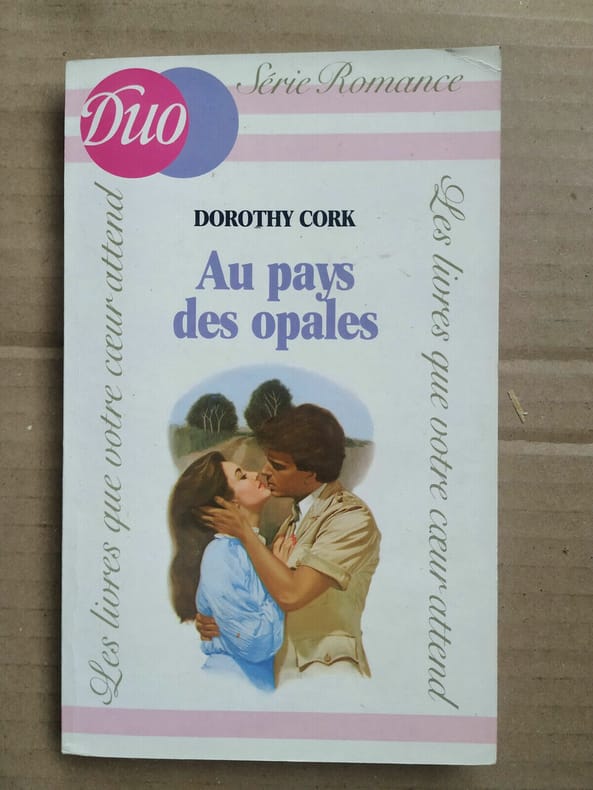 Duo
Série Romance
DOROTHY CORK
Au pays
des opales
Les livres que votre cœur attend
Les livres que votre cœur attend